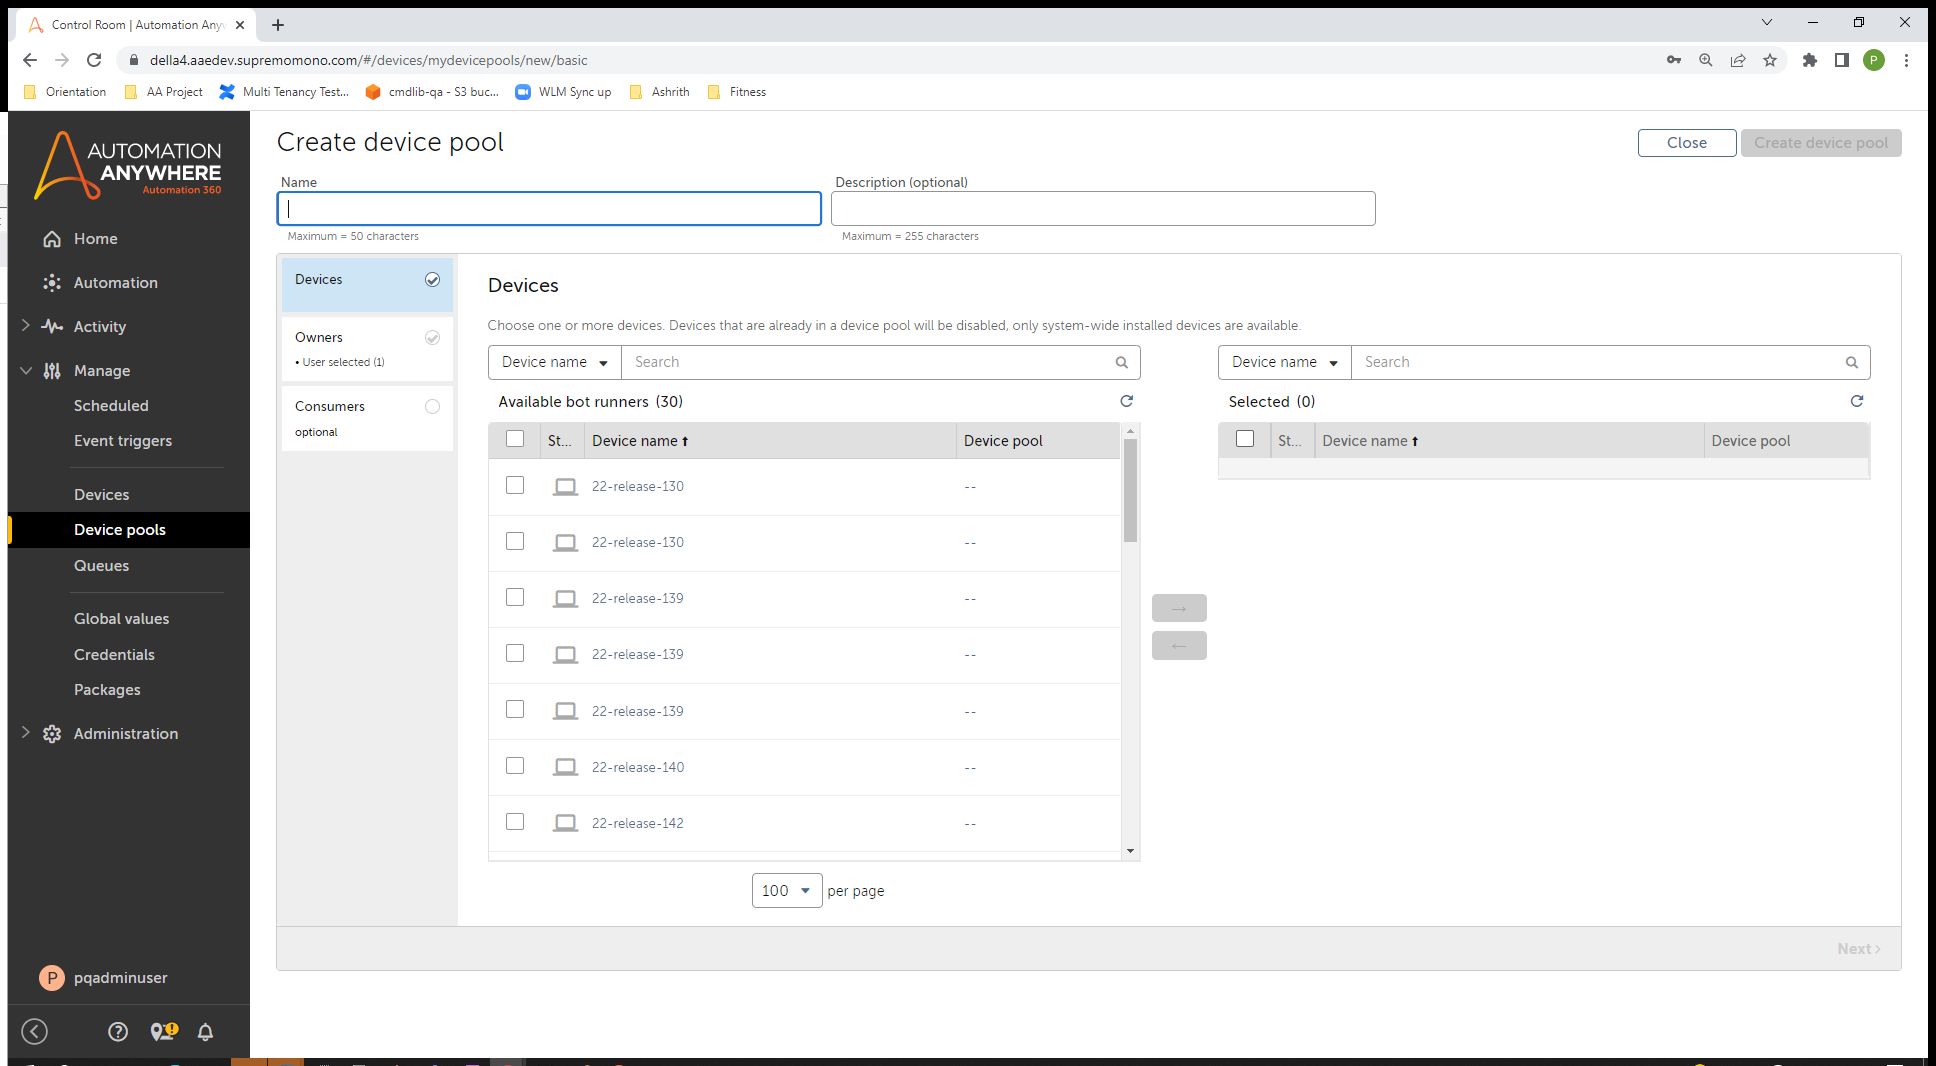 Control Room | Automation Any
della4.aaedev.supremomono.com/#/devices/mydevicepools/new/basic
P
Orientation
AA Project
Multi Tenancy Test...
cmdlib-qa - S3 buc...
WLM Sync up
Ashrith
Fitness
AUTOMATION
ANYWHERE
Automation 360
Home
Automation
Activity
Manage
Scheduled
Event triggers
Devices
Device pools
Queues
Global values
Credentials
Packages
Administration
P pqadminuser
Create device pool
Close
Create device pool
Name
Maximum = 50 characters
Description (optional)
Maximum = 255 characters
Devices
Owners
• User selected (1)
Consumers
optional
Devices
Choose one or more devices. Devices that are already in a device pool will be disabled, only system-wide installed devices are available.
Device name Search
Available bot runners (30)
St... Device name Device pool
22-release-130 --
22-release-130 --
22-release-139 --
22-release-139 --
22-release-139 --
22-release-140 --
22-release-142 --
100 per page
Device name Search
Selected (0)
St... Device name Device pool
Next